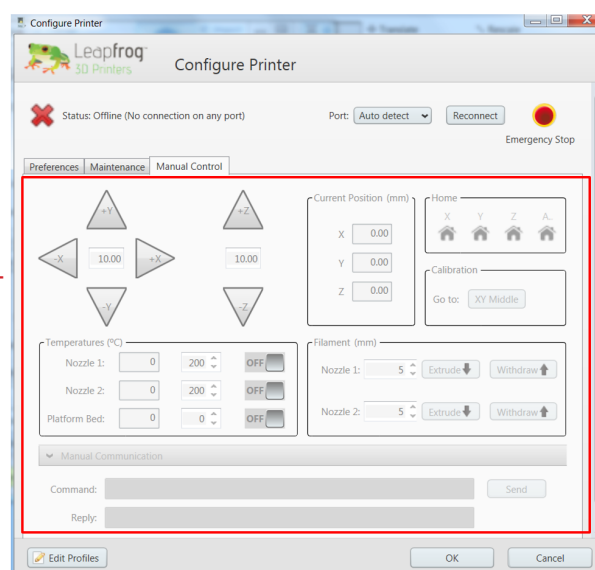 Configure Printer
Leapfrog
3D Printers
Configure Printer
Status: Offline (No connection on any port)
Port: Auto detect Reconnect
Emergency Stop
Preferences Maintenance Manual Control
+Y +Z
-X 10.00 +X 10.00
-Y -Z
Current Position (mm)
X 0.00
Y 0.00
Z 0.00
Home
X Y Z A..
Calibration
Go to: XY Middle
Temperatures (ºC)
Nozzle 1: 0 200 OFF
Nozzle 2: 0 200 OFF
Platform Bed: 0 0 OFF
Filament (mm)
Nozzle 1: 5 Extrude Withdraw
Nozzle 2: 5 Extrude Withdraw
Manual Communication
Command: Send
Reply:
Edit Profiles OK Cancel